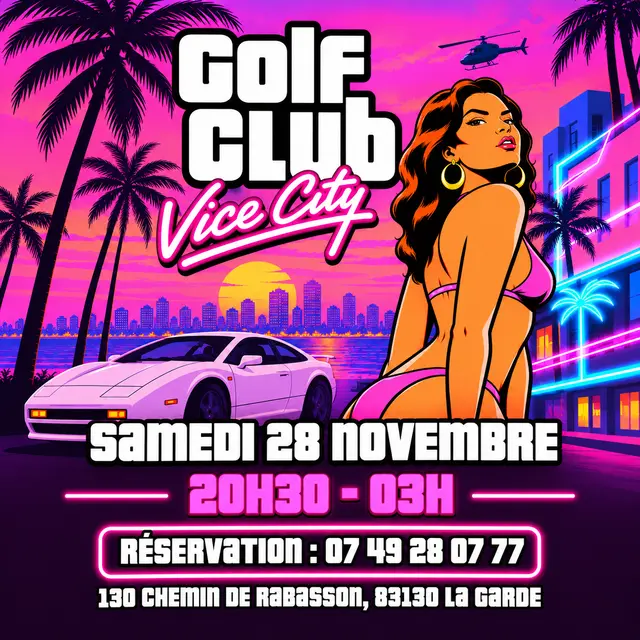 Golf
Club
Vice City
SAMEDI 28 NOVEMBRE
20H30 - 03H
RÉSERVATION : 07 49 28 07 77
130 CHEMIN DE RABASSON, 83130 LA GARDE